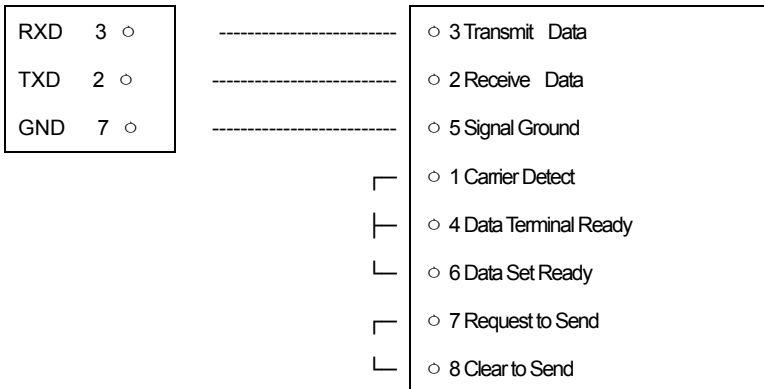 RXD 3 ○ -------------------------- ○ 3 Transmit Data
TXD 2 ○ -------------------------- ○ 2 Receive Data
GND 7 ○ -------------------------- ○ 5 Signal Ground
○ 1 Carrier Detect
○ 4 Data Terminal Ready
○ 6 Data Set Ready
○ 7 Request to Send
○ 8 Clear to Send